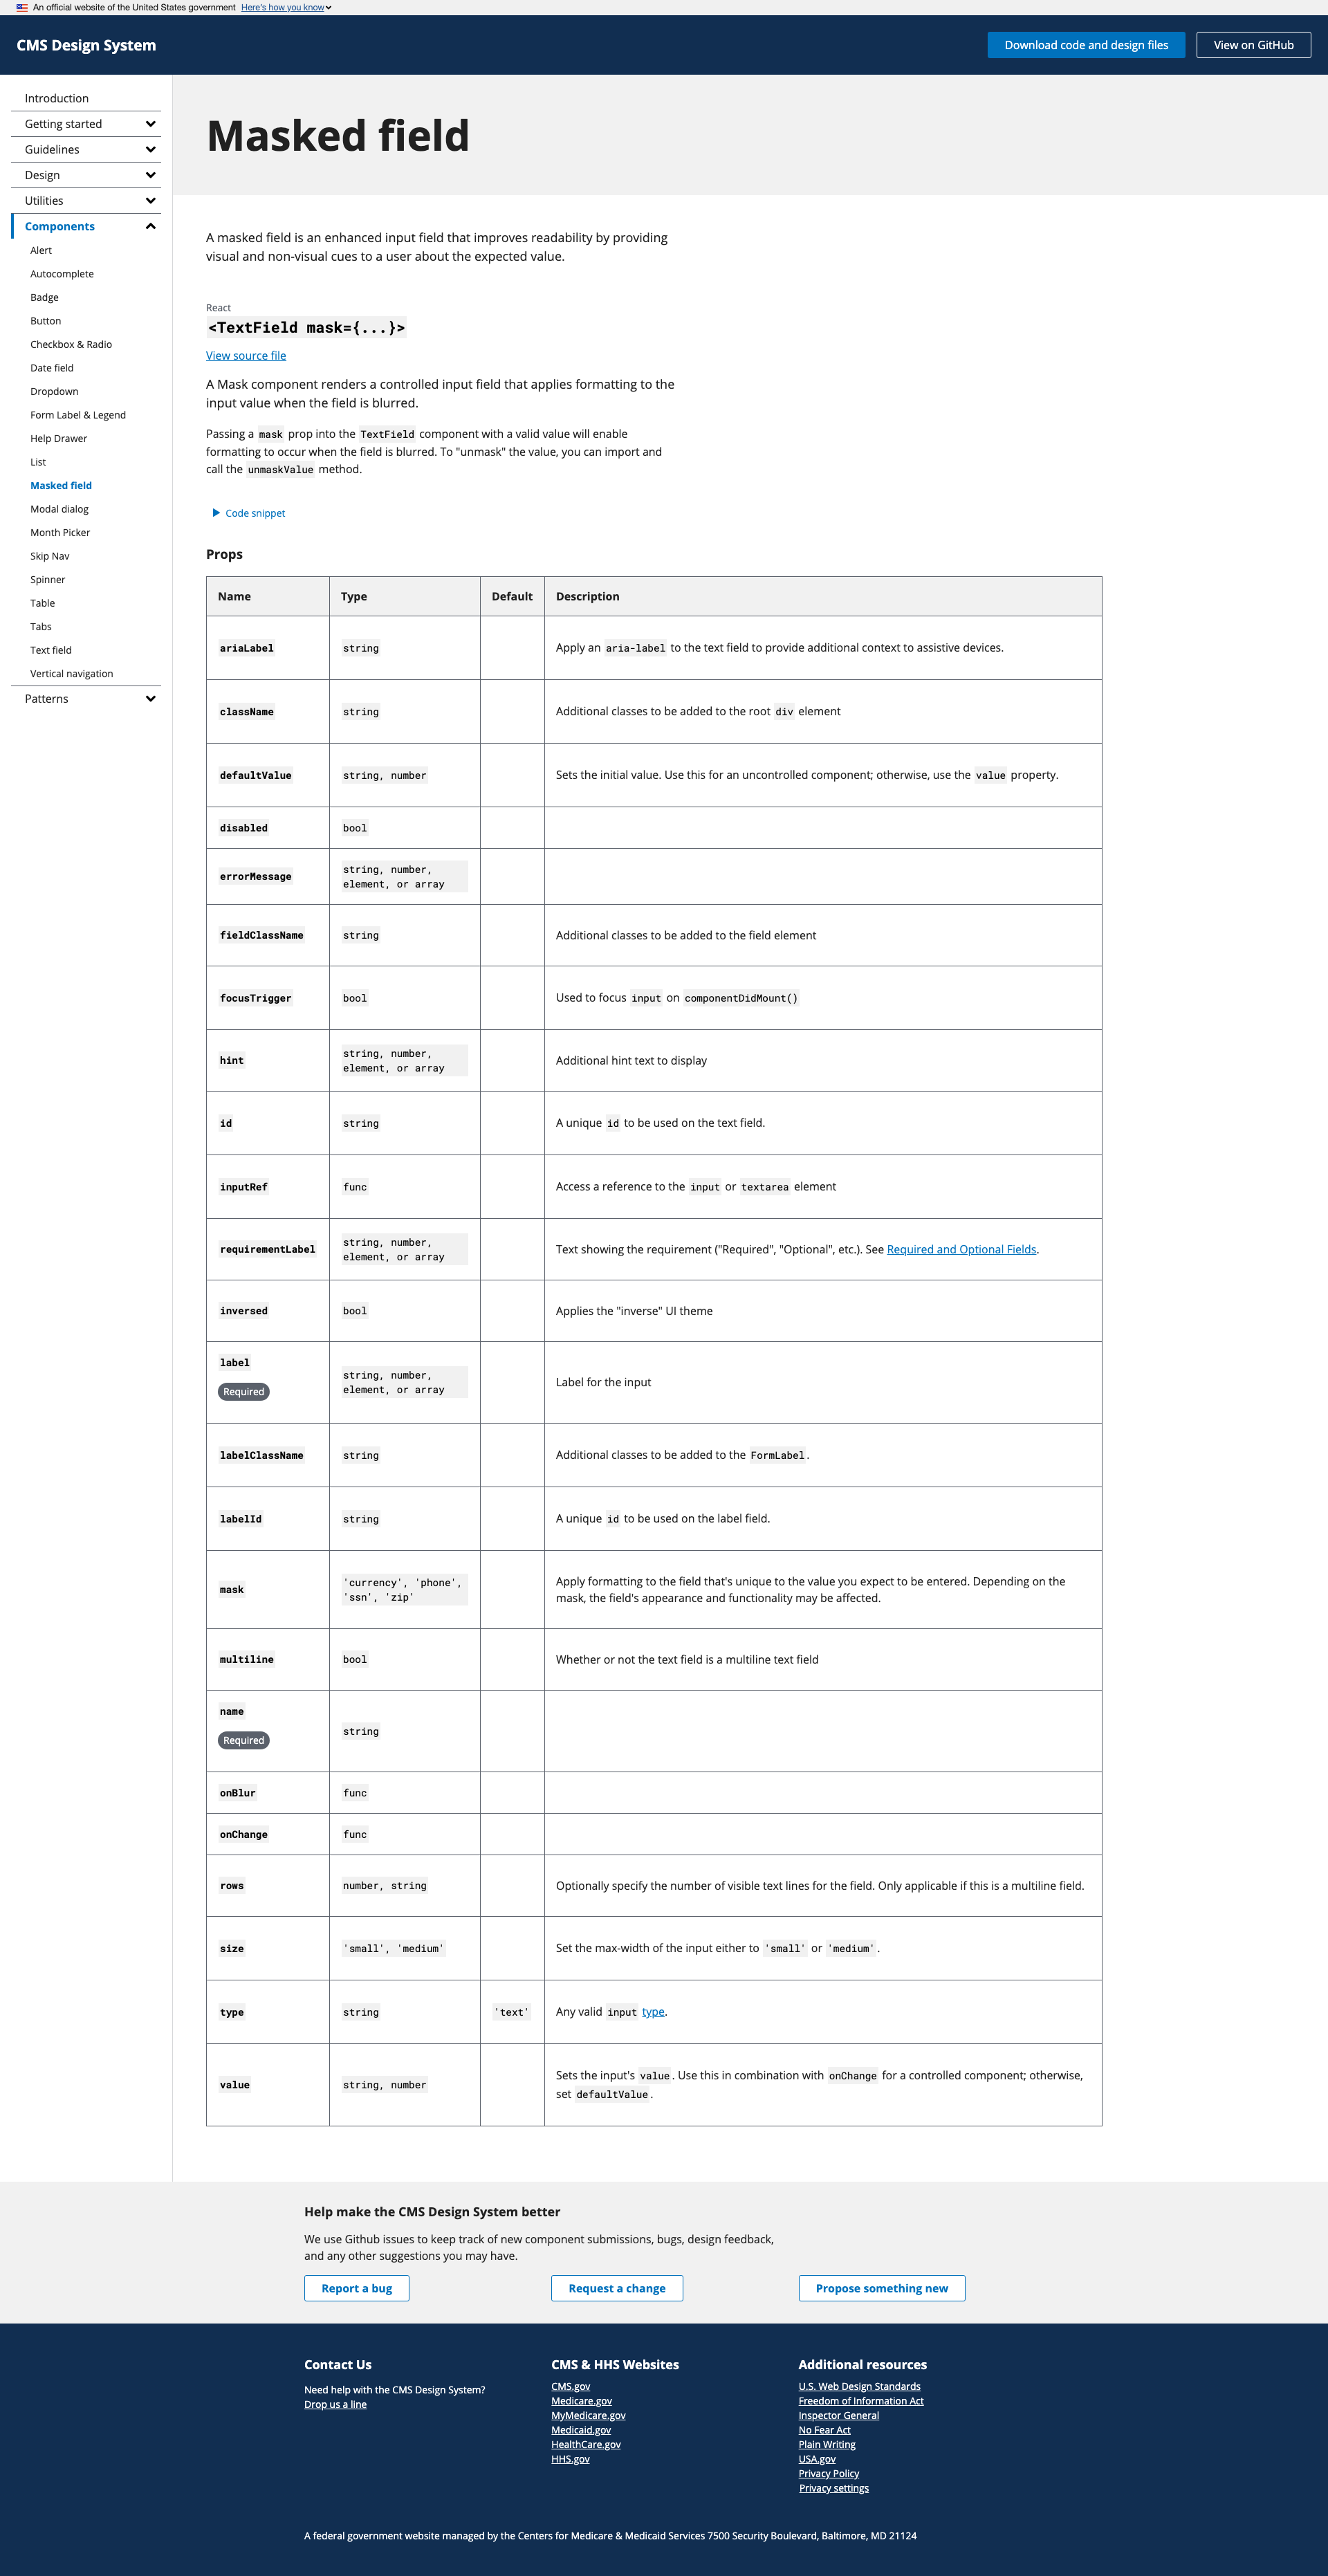 An official website of the United States government Here's how you know
CMS Design System
Download code and design files
View on GitHub
Introduction
Getting started
Guidelines
Design
Utilities
Components
Alert
Autocomplete
Badge
Button
Checkbox & Radio
Date field
Dropdown
Form Label & Legend
Help Drawer
List
Masked field
Modal dialog
Month Picker
Skip Nav
Spinner
Table
Tabs
Text field
Vertical navigation
Patterns
Masked field
A masked field is an enhanced input field that improves readability by providing
visual and non-visual cues to a user about the expected value.
React
<TextField mask={...}>
View source file
A Mask component renders a controlled input field that applies formatting to the
input value when the field is blurred.
Passing a mask prop into the TextField component with a valid value will enable
formatting to occur when the field is blurred. To "unmask" the value, you can import and
call the unmaskValue method.
Code snippet
Props
Name Type Default Description
ariaLabel string Apply an aria-label to the text field to provide additional context to assistive devices.
className string Additional classes to be added to the root div element
defaultValue string, number Sets the initial value. Use this for an uncontrolled component; otherwise, use the value property.
disabled bool
errorMessage string, number,
element, or array
fieldClassName string Additional classes to be added to the field element
focusTrigger bool Used to focus input on componentDidMount()
hint string, number,
element, or array Additional hint text to display
id string A unique id to be used on the text field.
inputRef func Access a reference to the input or textarea element
requirementLabel string, number,
element, or array Text showing the requirement ("Required", "Optional", etc.). See Required and Optional Fields.
inversed bool Applies the "inverse" UI theme
label
Required
string, number,
element, or array
Label for the input
labelClassName string Additional classes to be added to the FormLabel.
labelId string A unique id to be used on the label field.
mask
'currency', 'phone',
'ssn', 'zip'
Apply formatting to the field that's unique to the value you expect to be entered. Depending on the
mask, the field's appearance and functionality may be affected.
multiline bool Whether or not the text field is a multiline text field
name
Required
string
onBlur func
onChange func
rows number, string Optionally specify the number of visible text lines for the field. Only applicable if this is a multiline field.
size 'small', 'medium' Set the max-width of the input either to 'small' or 'medium'.
type string 'text' Any valid input type.
value string, number
Sets the input's value. Use this in combination with onChange for a controlled component; otherwise,
set defaultValue.
Help make the CMS Design System better
We use Github issues to keep track of new component submissions, bugs, design feedback,
and any other suggestions you may have.
Report a bug
Request a change
Propose something new
Contact Us
Need help with the CMS Design System?
Drop us a line
CMS & HHS Websites
CMS.gov
Medicare.gov
MyMedicare.gov
Medicaid.gov
HealthCare.gov
HHS.gov
Additional resources
U.S. Web Design Standards
Freedom of Information Act
Inspector General
No Fear Act
Plain Writing
USA.gov
Privacy Policy
Privacy settings
A federal government website managed by the Centers for Medicare & Medicaid Services 7500 Security Boulevard, Baltimore, MD 21124